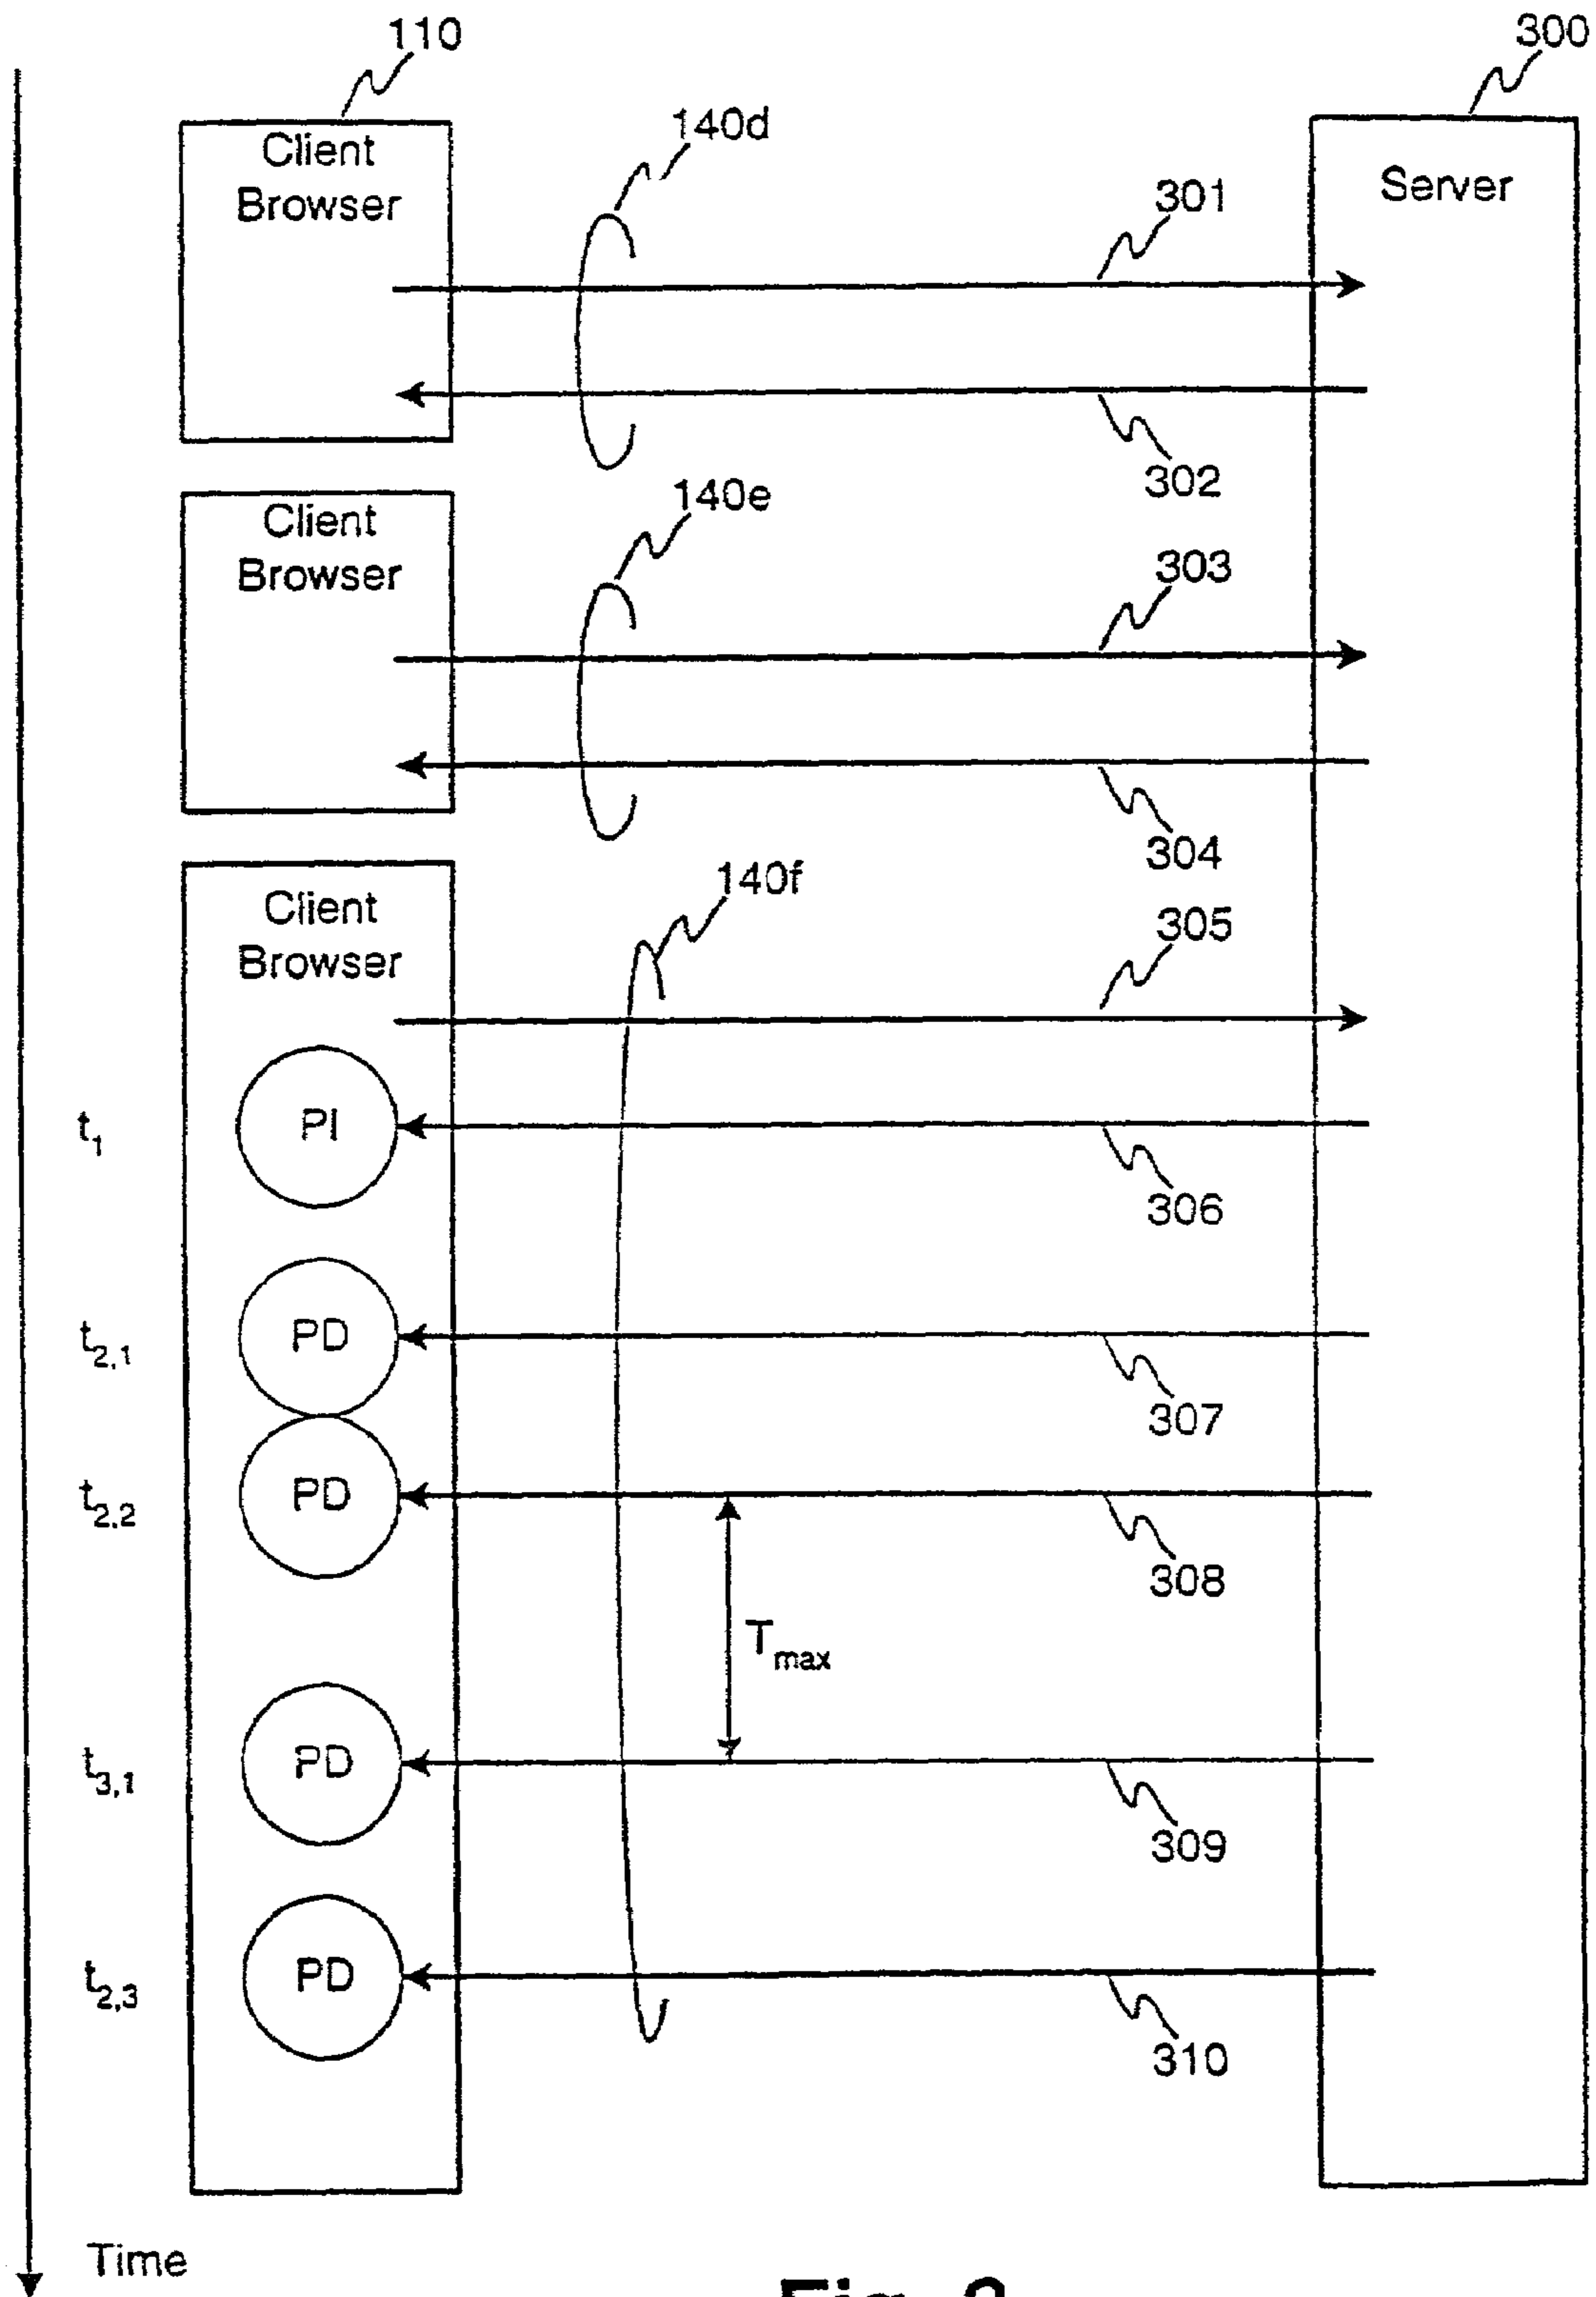 110
300
Client
Browser
140d
301
Server
302
Client
Browser
140e
303
304
Client
Browser
140f
305
t1
PI
306
t2,1
PD
307
t2,2
PD
308
Tmax
t3,1
PD
309
t2,3
PD
310
Time